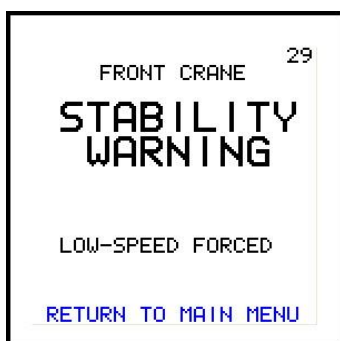 29
FRONT CRANE
STABILITY
WARNING
LOW-SPEED FORCED
RETURN TO MAIN MENU